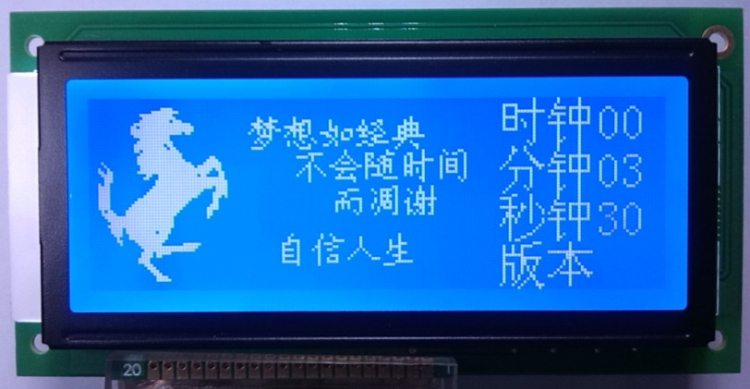 梦想如经典
不会随时间
而凋谢
自信人生
时钟00
分钟03
秒钟30
版本
20